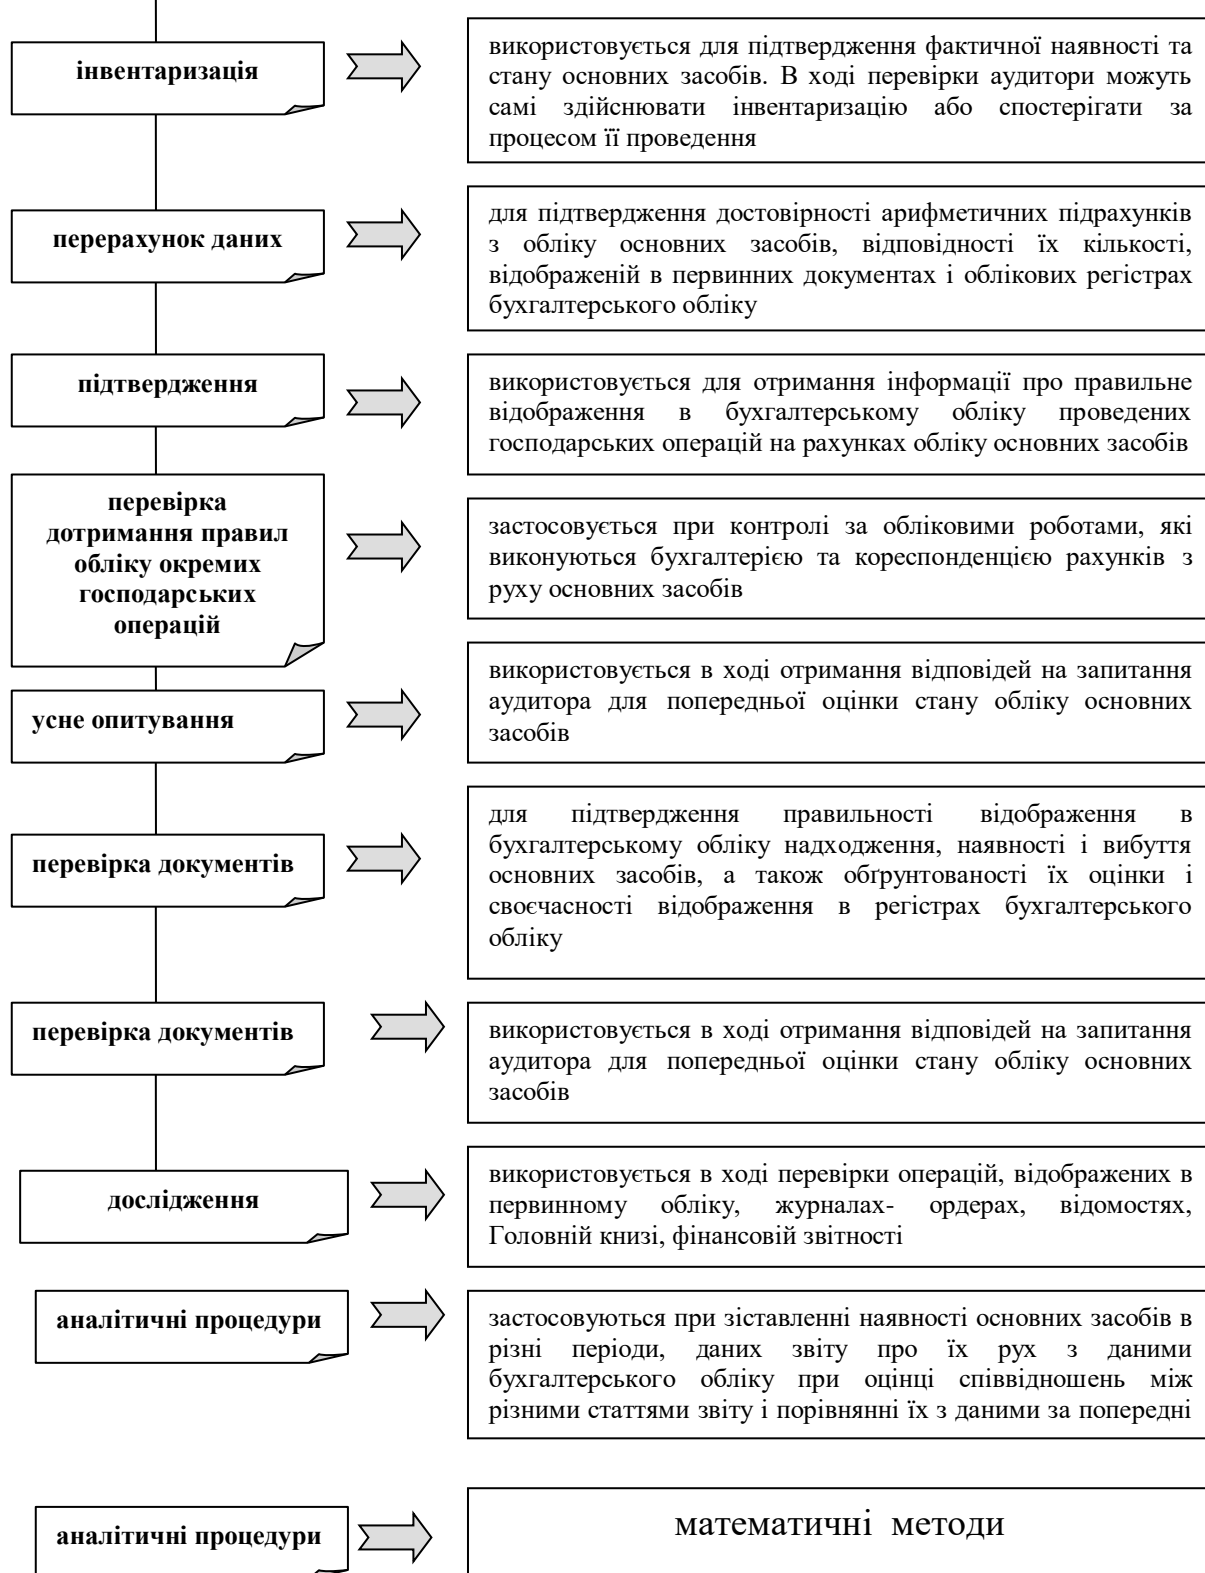 інвентаризація
використовується для підтвердження фактичної наявності та
стану основних засобів. В ході перевірки аудитори можуть
самі здійснювати інвентаризацію або спостерігати за
процесом її проведення
перерахунок даних
для підтвердження достовірності арифметичних підрахунків
з обліку основних засобів, відповідності їх кількості,
відображеній в первинних документах і облікових регістрах
бухгалтерського обліку
підтвердження
використовується для отримання інформації про правильне
відображення в бухгалтерському обліку проведених
господарських операцій на рахунках обліку основних засобів
перевірка
дотримання правил
обліку окремих
господарських
операцій
застосовується при контролі за обліковими роботами, які
виконуються бухгалтерією та кореспонденцією рахунків з
руху основних засобів
усне опитування
використовується в ході отримання відповідей на запитання
аудитора для попередньої оцінки стану обліку основних
засобів
перевірка документів
для підтвердження правильності відображення в
бухгалтерському обліку надходження, наявності і вибуття
основних засобів, а також обґрунтованості їх оцінки і
своєчасності відображення в регістрах бухгалтерського
обліку
перевірка документів
використовується в ході отримання відповідей на запитання
аудитора для попередньої оцінки стану обліку основних
засобів
дослідження
використовується в ході перевірки операцій, відображених в
первинному обліку, журналах- ордерах, відомостях,
Головній книзі, фінансовій звітності
аналітичні процедури
застосовуються при зіставленні наявності основних засобів в
різні періоди, даних звіту про їх рух з даними
бухгалтерського обліку при оцінці співвідношень між
різними статтями звіту і порівнянні їх з даними за попередні
аналітичні процедури
математичні методи